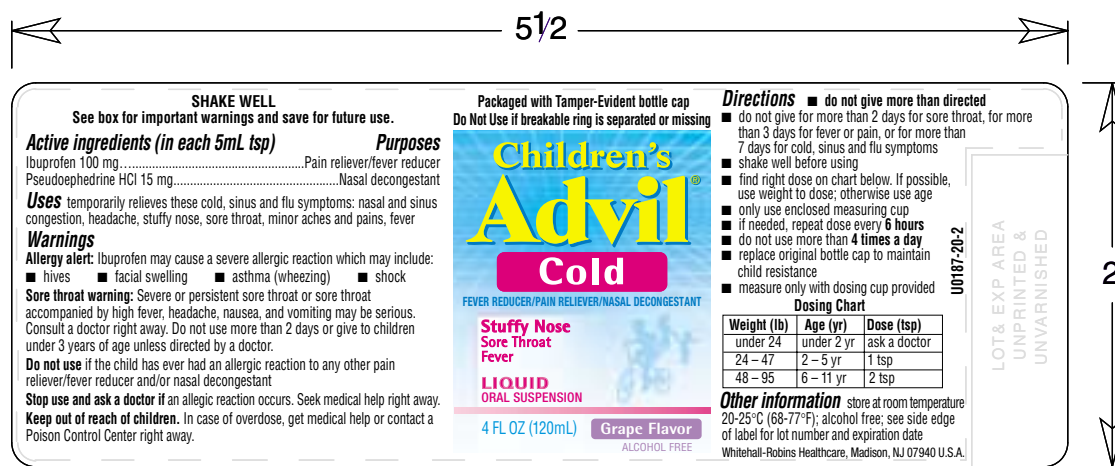 5 1/2
SHAKE WELL
See box for important warnings and save for future use.
Active ingredients (in each 5mL tsp) Purposes
Ibuprofen 100 mg.................................................Pain reliever/fever reducer
Pseudoephedrine HCl 15 mg.................................................Nasal decongestant
Uses temporarily relieves these cold, sinus and flu symptoms: nasal and sinus
congestion, headache, stuffy nose, sore throat, minor aches and pains, fever
Warnings
Allergy alert: Ibuprofen may cause a severe allergic reaction which may include:
■ hives ■ facial swelling ■ asthma (wheezing) ■ shock
Sore throat warning: Severe or persistent sore throat or sore throat
accompanied by high fever, headache, nausea, and vomiting may be serious.
Consult a doctor right away. Do not use more than 2 days or give to children
under 3 years of age unless directed by a doctor.
Do not use if the child has ever had an allergic reaction to any other pain
reliever/fever reducer and/or nasal decongestant
Stop use and ask a doctor if an allegic reaction occurs. Seek medical help right away.
Keep out of reach of children. In case of overdose, get medical help or contact a
Poison Control Center right away.
Packaged with Tamper-Evident bottle cap
Do Not Use if breakable ring is separated or missing
Children's
Advil®
Cold
FEVER REDUCER/PAIN RELIEVER/NASAL DECONGESTANT
Stuffy Nose
Sore Throat
Fever
LIQUID
ORAL SUSPENSION
4 FL OZ (120mL) Grape Flavor
ALCOHOL FREE
Directions ■ do not give more than directed
■ do not give for more than 2 days for sore throat, for more
than 3 days for fever or pain, or for more than
7 days for cold, sinus and flu symptoms
■ shake well before using
■ find right dose on chart below. If possible,
use weight to dose; otherwise use age
■ only use enclosed measuring cup
■ if needed, repeat dose every 6 hours
■ do not use more than 4 times a day
■ replace original bottle cap to maintain
child resistance
■ measure only with dosing cup provided
Dosing Chart
Weight (lb) Age (yr) Dose (tsp)
under 24 under 2 yr ask a doctor
24 – 47 2 – 5 yr 1 tsp
48 – 95 6 – 11 yr 2 tsp
Other information store at room temperature
20-25°C (68-77°F); alcohol free; see side edge
of label for lot number and expiration date
Whitehall-Robins Healthcare, Madison, NJ 07940 U.S.A.
U0187-20-2
LOT & EXP AREA
UNPRINTED &
UNVARNISHED
2